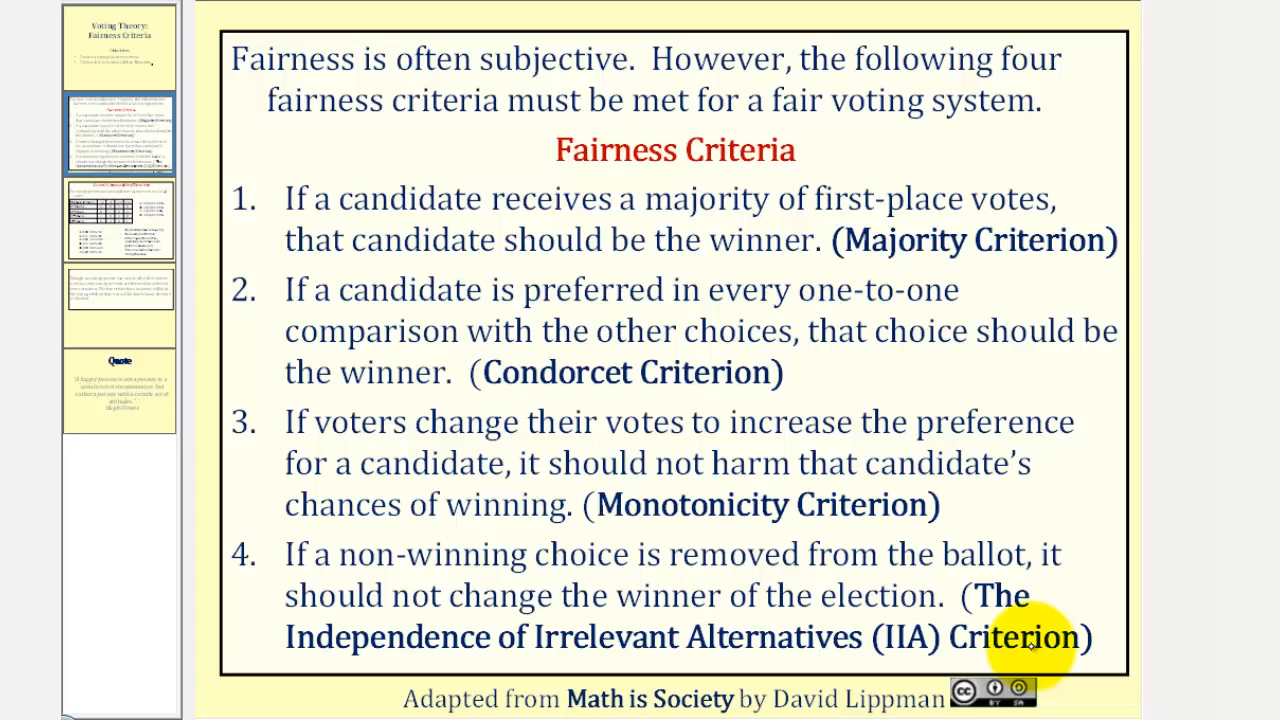 Voting Theory:
Fairness Criteria
Quote
Fairness is often subjective.  However, the following four
fairness criteria must be met for a fair voting system.
Fairness Criteria
1. If a candidate receives a majority of first-place votes,
that candidate should be the winner. (Majority Criterion)
2. If a candidate is preferred in every one-to-one
comparison with the other choices, that choice should be
the winner.  (Condorcet Criterion)
3. If voters change their votes to increase the preference
for a candidate, it should not harm that candidate’s
chances of winning. (Monotonicity Criterion)
4. If a non-winning choice is removed from the ballot, it
should not change the winner of the election.  (The
Independence of Irrelevant Alternatives (IIA) Criterion)
Adapted from Math is Society by David Lippman
cc BY SA